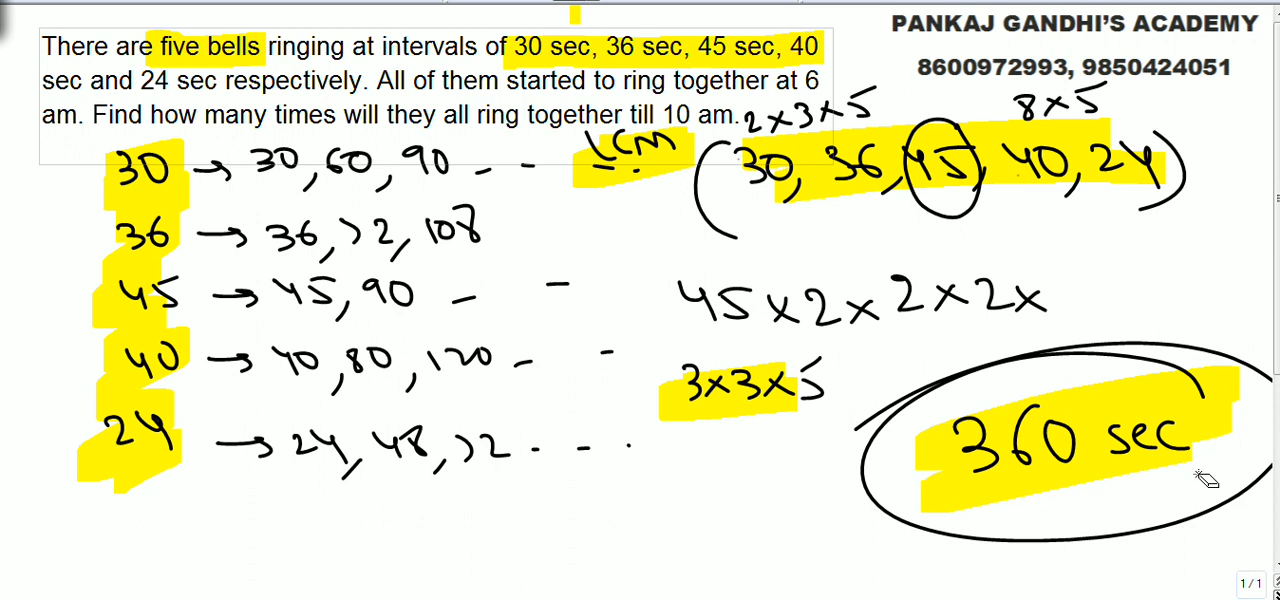 PANKAJ GANDHI'S ACADEMY
8600972993, 9850424051
There are five bells ringing at intervals of 30 sec, 36 sec, 45 sec, 40
sec and 24 sec respectively. All of them started to ring together at 6
am. Find how many times will they all ring together till 10 am.
2×3×5 8×5
LCM (30, 36, 45, 40, 24)
30 → 30, 60, 90 - -
36 → 36, 72, 108
45 → 45, 90 - -
45×2×2×2×
40 → 40, 80, 120 - -
3×3×5
24 → 24, 48, 72 - - .
360 sec
1/1